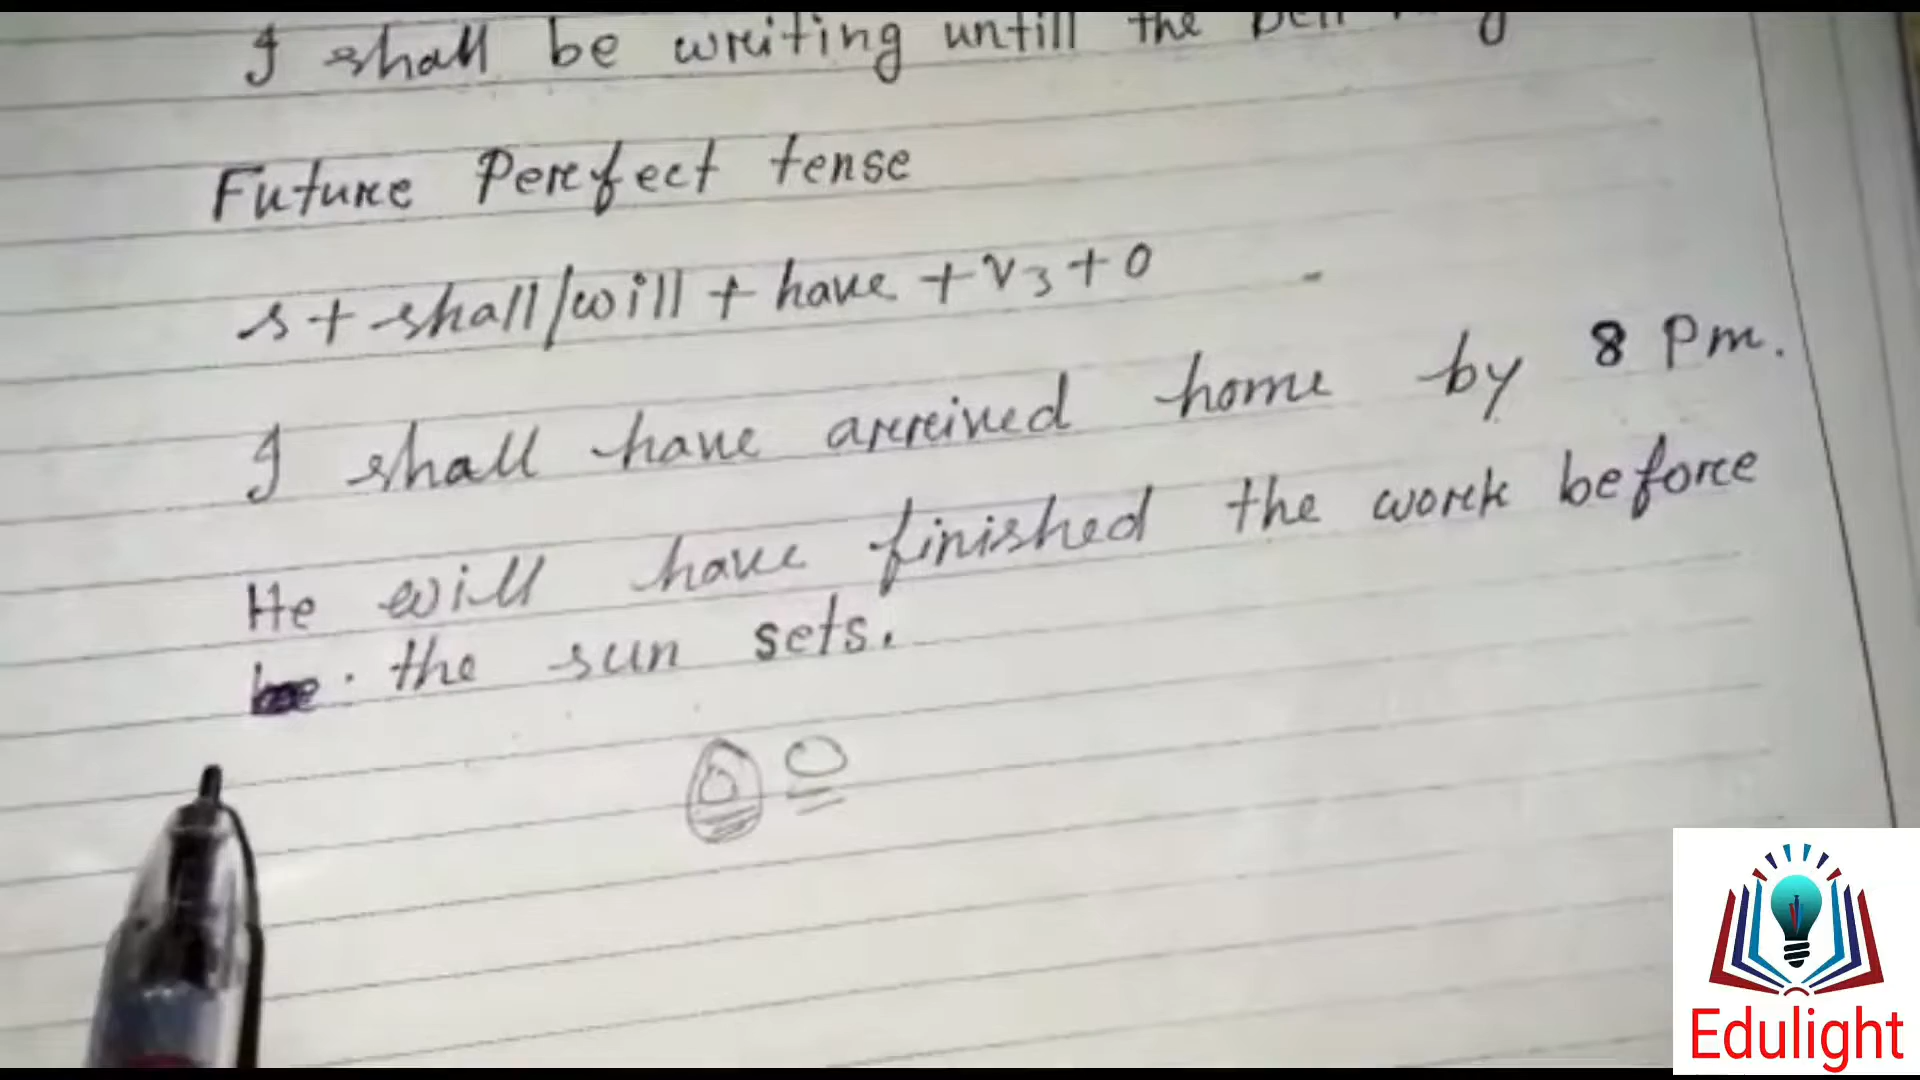 I shall be writing untill the
Future Perfect tense
s + shall/will + have + v3 + o
I shall have arrived home by 8 Pm.
He will have finished the work before
the sun sets.
Edulight